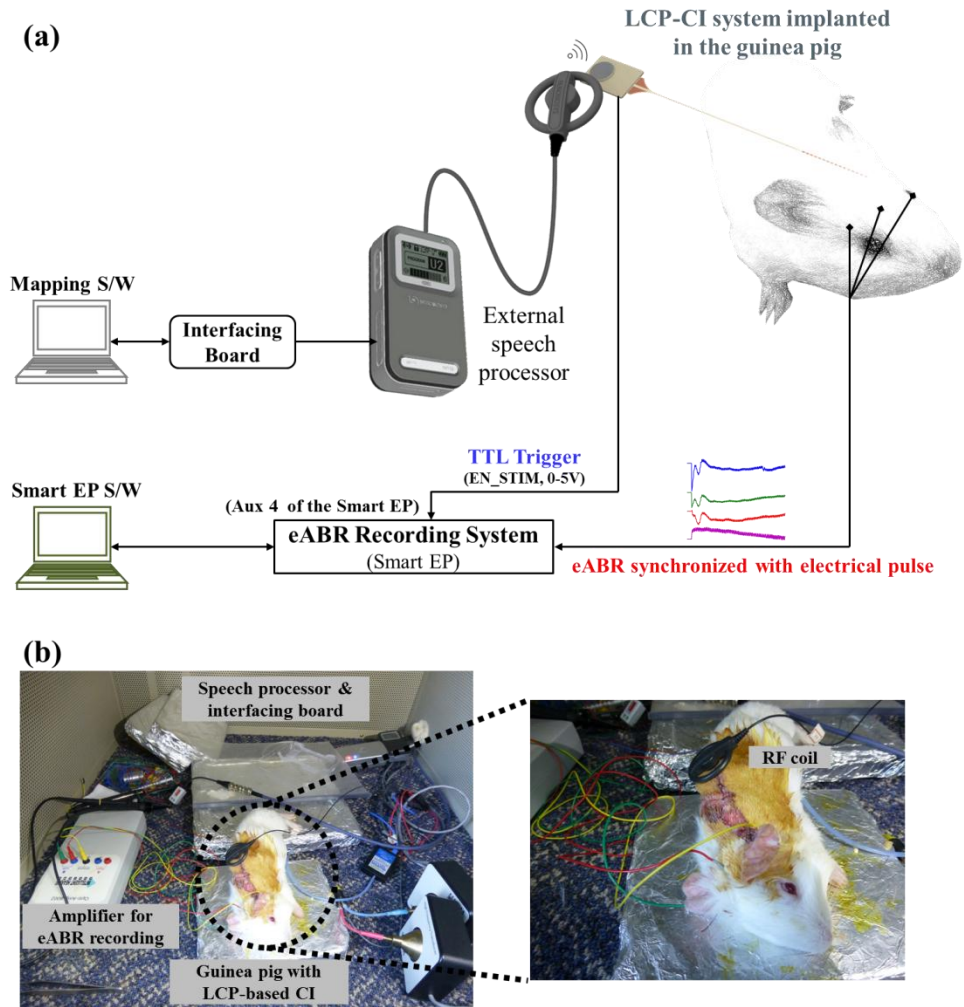 (a)
LCP-CI system implanted
in the guinea pig
Mapping S/W
Interfacing
Board
U2
External
speech
processor
TTL Trigger
(EN_STIM, 0-5V)
Smart EP S/W
(Aux 4 of the Smart EP)
eABR Recording System
(Smart EP)
eABR synchronized with electrical pulse
(b)
Speech processor &
interfacing board
RF coil
Amplifier for
eABR recording
Guinea pig with
LCP-based CI